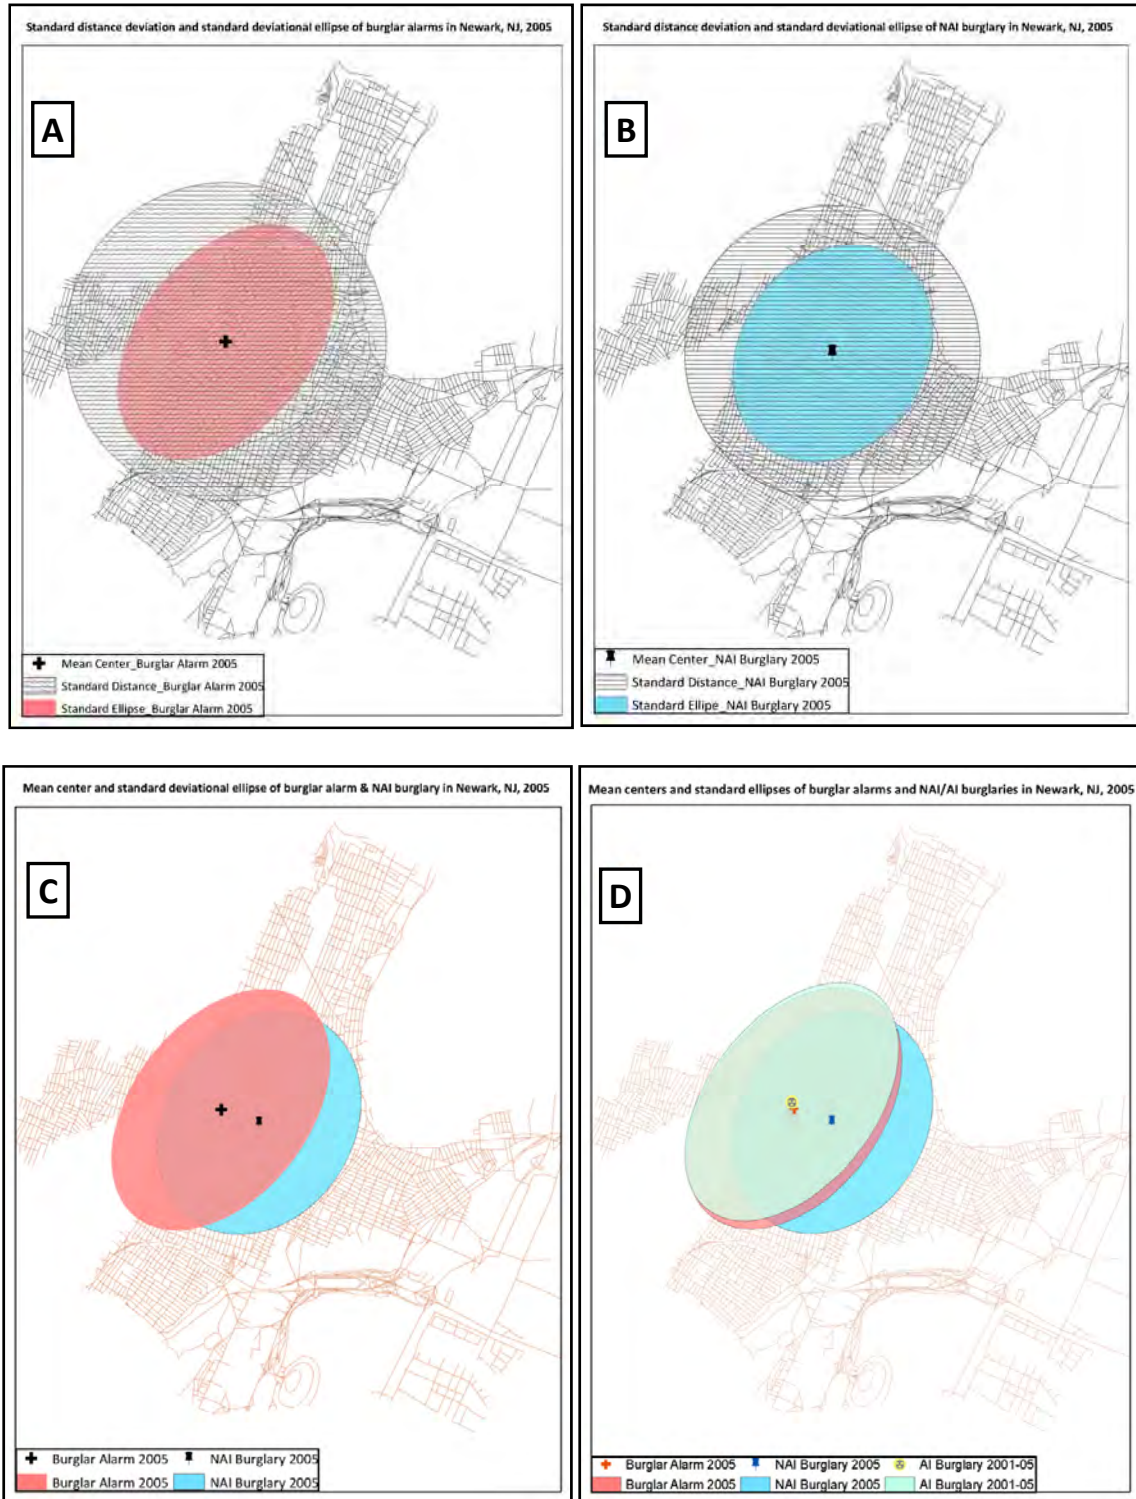 Standard distance deviation and standard deviational ellipse of burglar alarms in Newark, NJ, 2005
A
Mean Center_Burglar Alarm 2005
Standard Distance_Burglar Alarm 2005
Standard Ellipse_Burglar Alarm 2005
Standard distance deviation and standard deviational ellipse of NAI burglary in Newark, NJ, 2005
B
Mean Center_NAI Burglary 2005
Standard Distance_NAI Burglary 2005
Standard Ellipe_NAI Burglary 2005
Mean center and standard deviational ellipse of burglar alarm & NAI burglary in Newark, NJ, 2005
C
Burglar Alarm 2005 NAI Burglary 2005
Burglar Alarm 2005 NAI Burglary 2005
Mean centers and standard ellipses of burglar alarms and NAI/AI burglaries in Newark, NJ, 2005
D
Burglar Alarm 2005 NAI Burglary 2005 AI Burglary 2001-05
Burglar Alarm 2005 NAI Burglary 2005 AI Burglary 2001-05